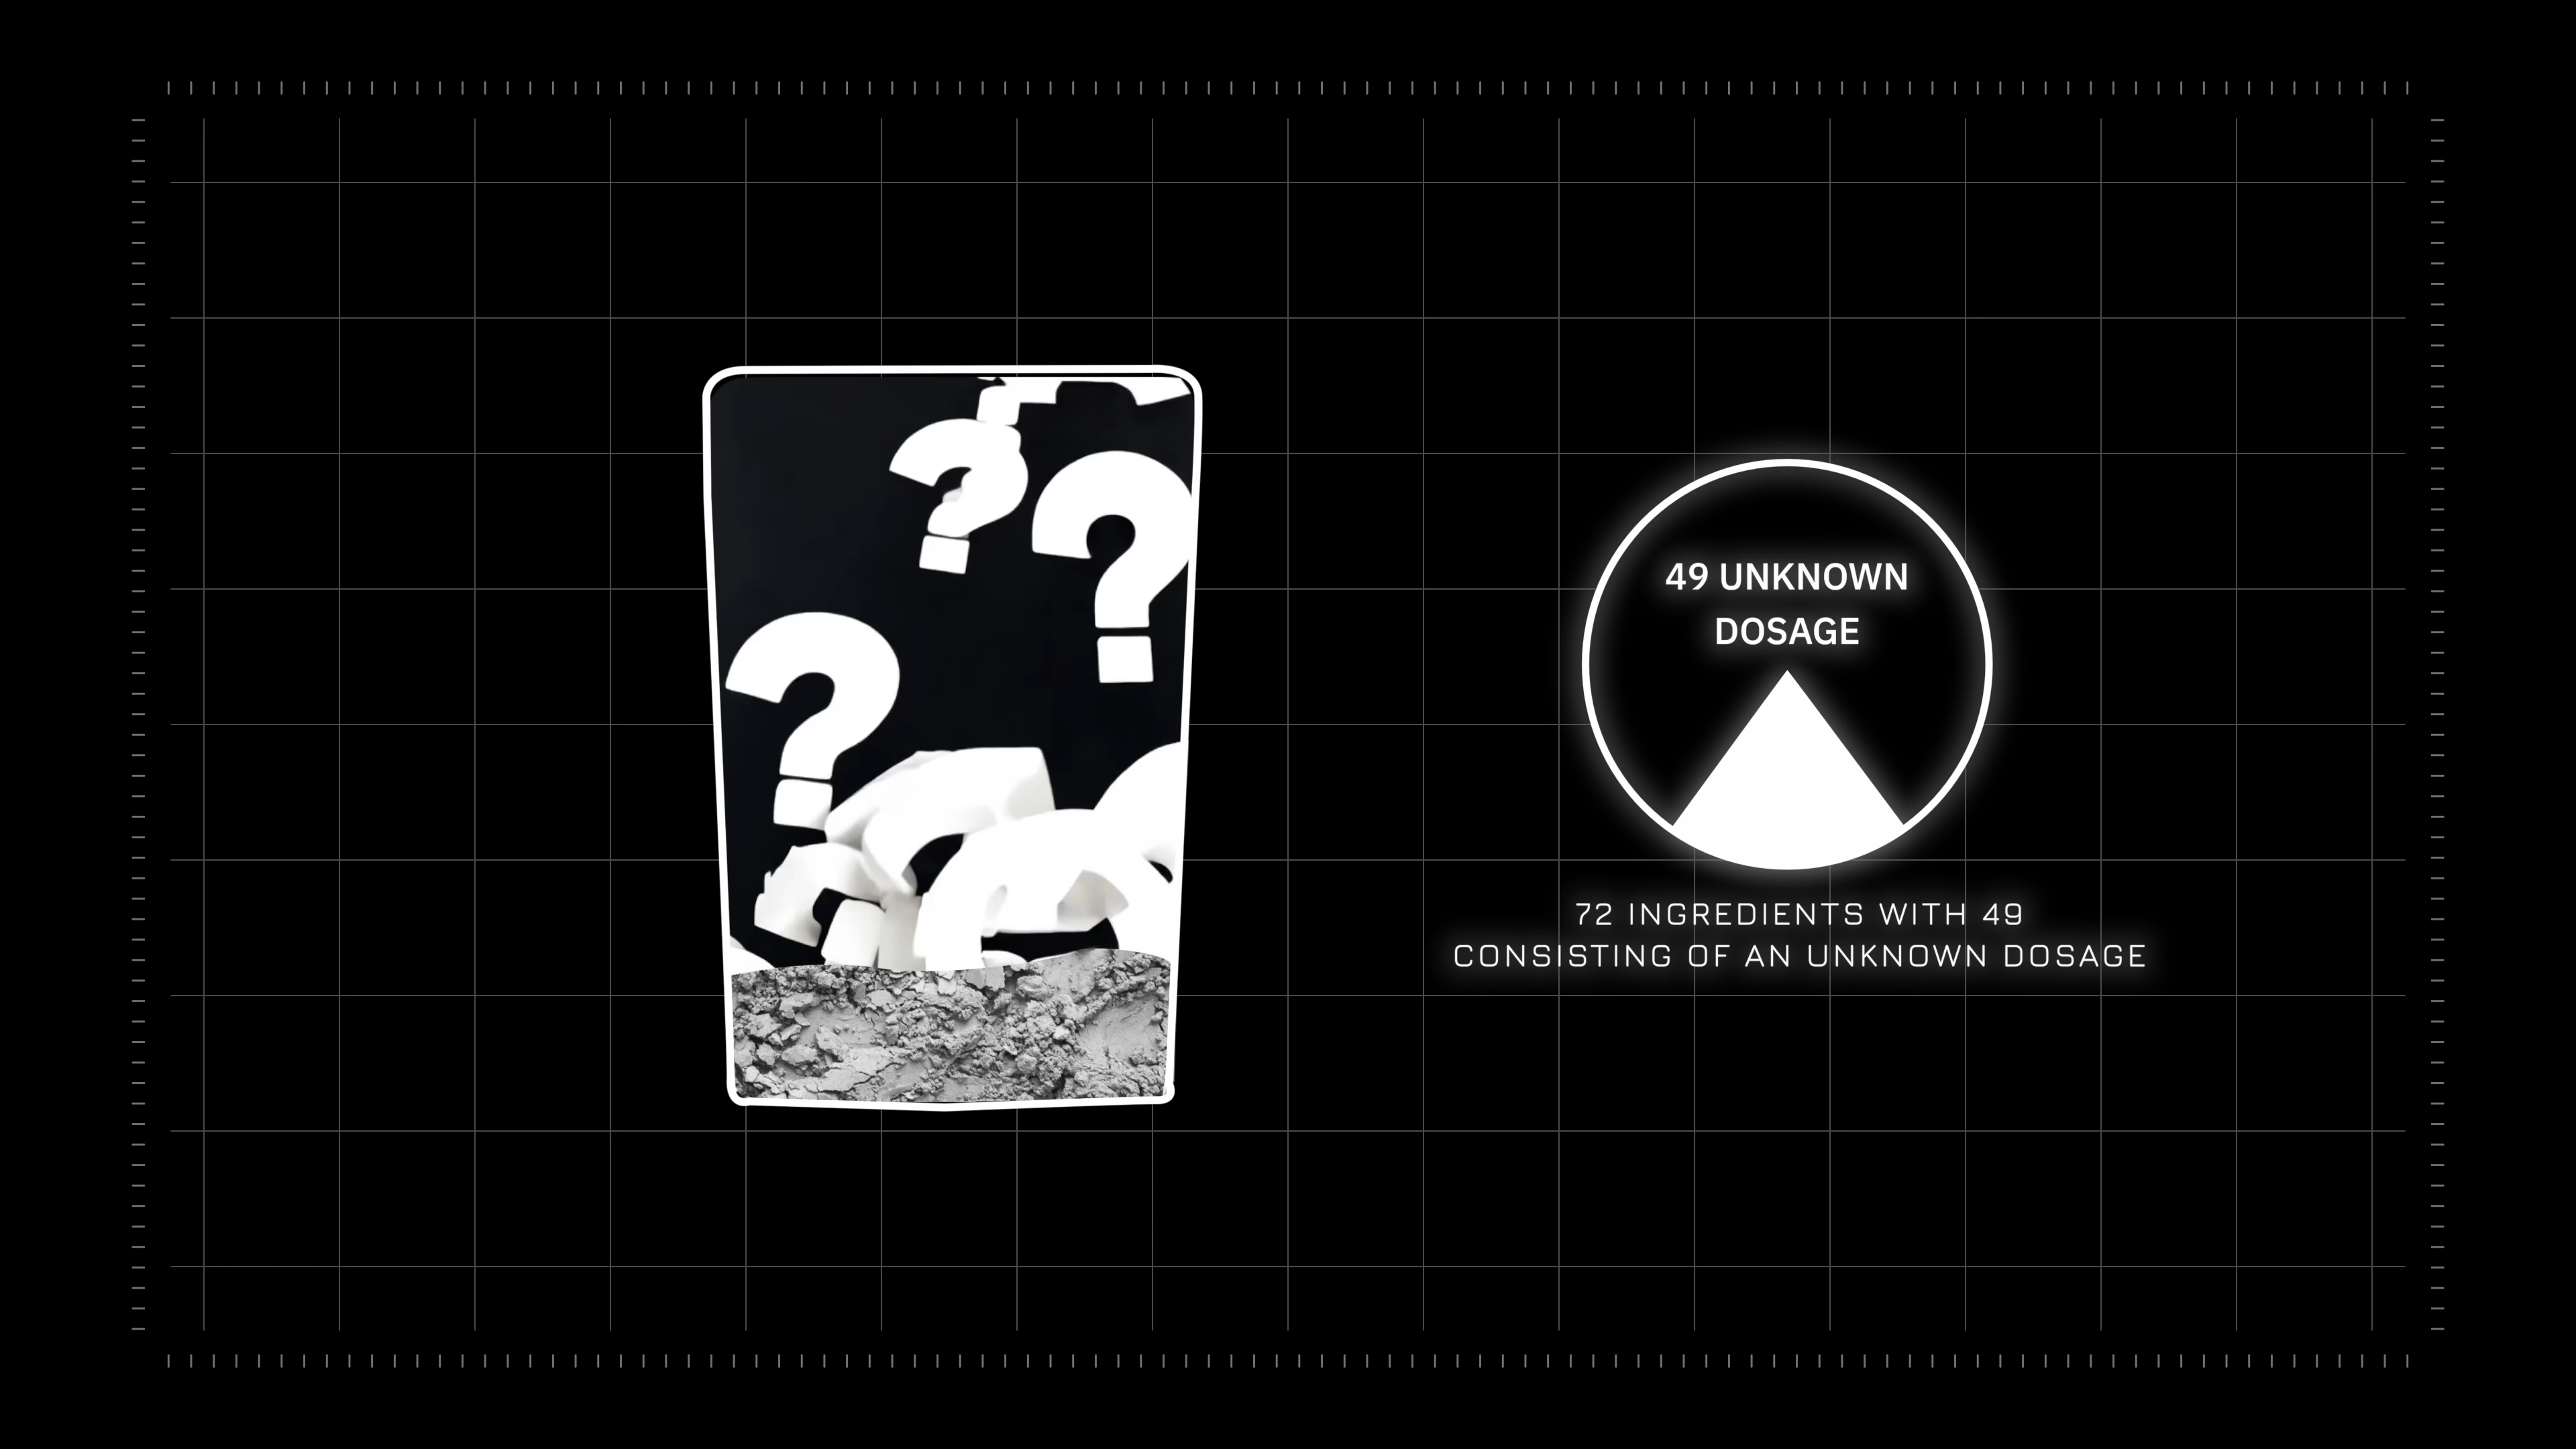 ?
?
?
49 UNKNOWN
DOSAGE
72 INGREDIENTS WITH 49
CONSISTING OF AN UNKNOWN DOSAGE